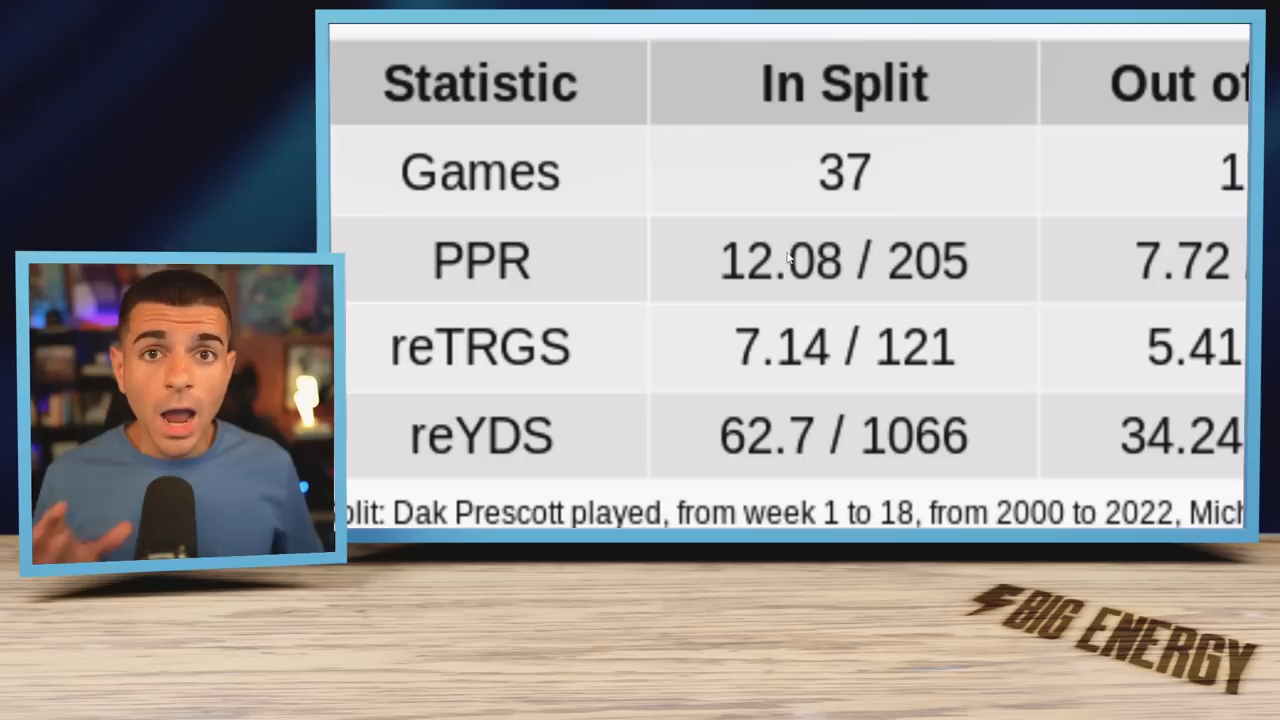 Statistic In Split Out of
Games 37 1
PPR 12.08 / 205 7.72
reTRGS 7.14 / 121 5.41
reYDS 62.7 / 1066 34.24
plit: Dak Prescott played, from week 1 to 18, from 2000 to 2022, Mich
BIG ENERGY